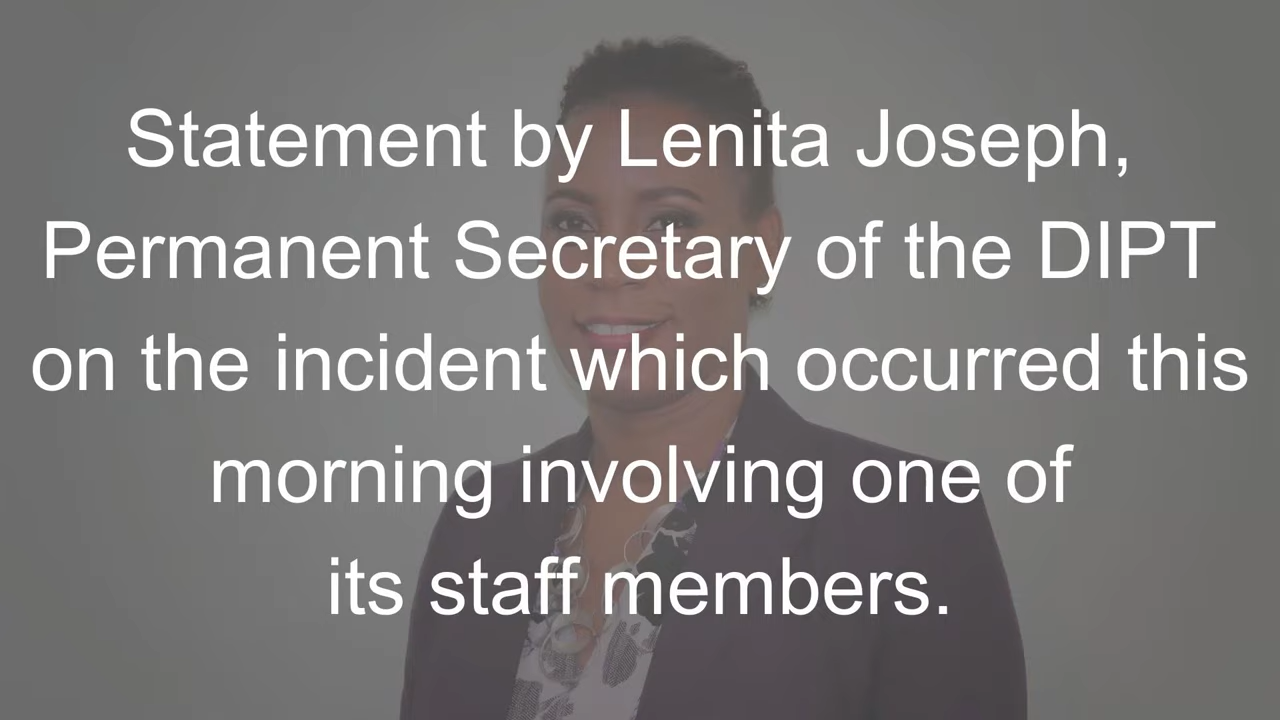 Statement by Lenita Joseph,
Permanent Secretary of the DIPT
on the incident which occurred this
morning involving one of
its staff members.